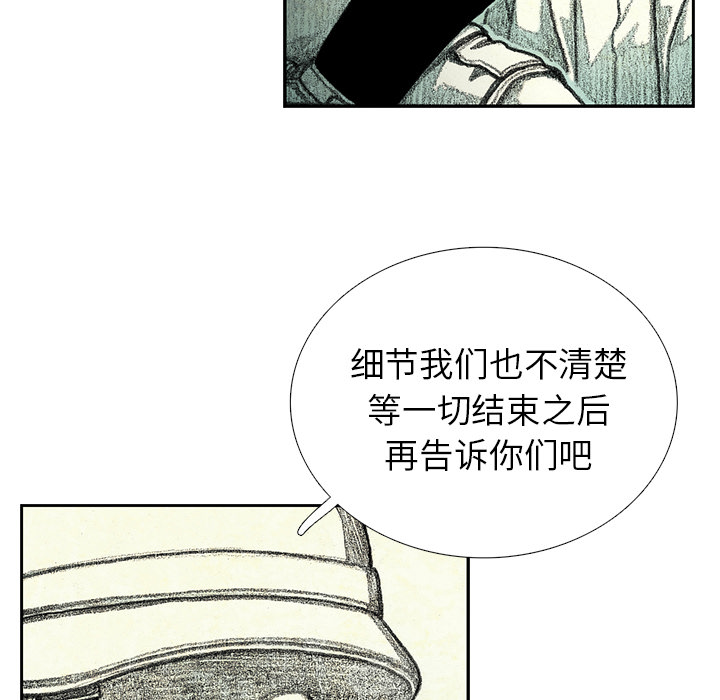 细节我们也不清楚
等一切结束之后
再告诉你们吧